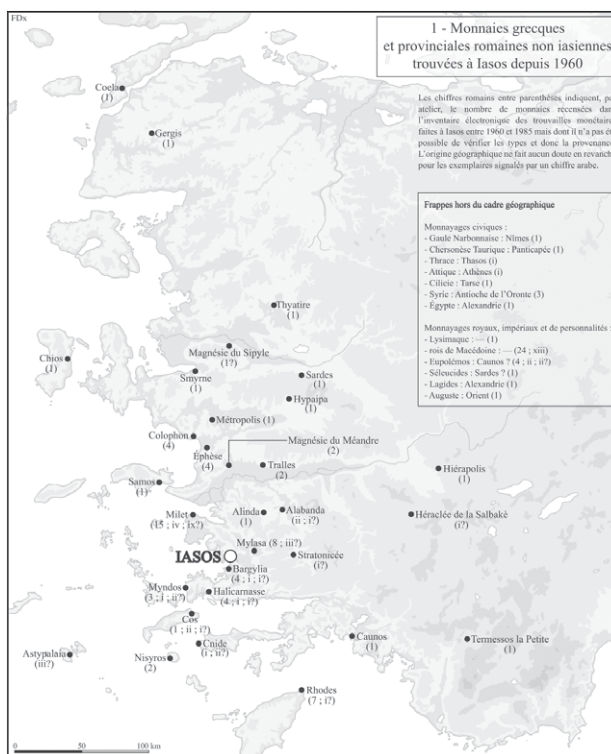 FDx
1 - Monnaies grecques
et provinciales romaines non iasiennes
trouvées à Iasos depuis 1960
Les chiffres romains entre parenthèses indiquent,
atelier, le nombre de monnaies recensées
l'inventaire électronique des trouvailles
faites à Iasos entre 1960 et 1985 mais dont il n'a pas
possible de vérifier les types et donc la
L'origine géographique ne fait aucun doute en
pour les exemplaires signalés par un chiffre arabe.
Frappes hors du cadre géographique
Monnayages civiques :
- Gaule Narbonnaise : Nîmes (1)
- Chersonèse Taurique : Panticapée (1)
- Thrace : Thasos (i)
- Attique : Athènes (i)
- Cilicie : Tarse (1)
- Syrie : Antioche de l'Oronte (3)
- Égypte : Alexandrie (1)
Monnayages royaux, impériaux et de personnalités :
- Lysimaque : — (1)
- rois de Macédoine : — (24 ; xiii)
- Eupolémos : Caunos ? (4 ; ii ; ii?)
- Séleucides : Sardes ? (1)
- Lagides : Alexandrie (1)
- Auguste : Orient (1)
Coela
(1)
Gergis
(1)
Thyatire
(1)
Magnésie du Sipyle
(1?)
Chios
(1)
Smyrne
(1)
Sardes
(1)
Hypaipa
(1)
Métropolis (1)
Colophon
(4)
Magnésie du Méandre
(2)
Éphèse
(4)
Tralles
(2)
Hiérapolis
(1)
Samos
(1)
Milet
(15 ; iv ; ix?)
Alinda
(1)
Alabanda
(ii ; i?)
Héraclée de la Salbakè
(i?)
Mylasa (8 ; iii?)
IASOS
Stratonicée
(i?)
Bargylia
(4 ; i ; i?)
Myndos
(3 ; i ; ii?)
Halicarnasse
(4 ; i ; i?)
Cos
(1 ; ii ; i?)
Cnide
(i ; ii?)
Caunos
(1)
Termessos la Petite
(1)
Astypalaia
(iii?)
Nisyros
(2)
Rhodes
(7 ; i?)
0 50 100 km